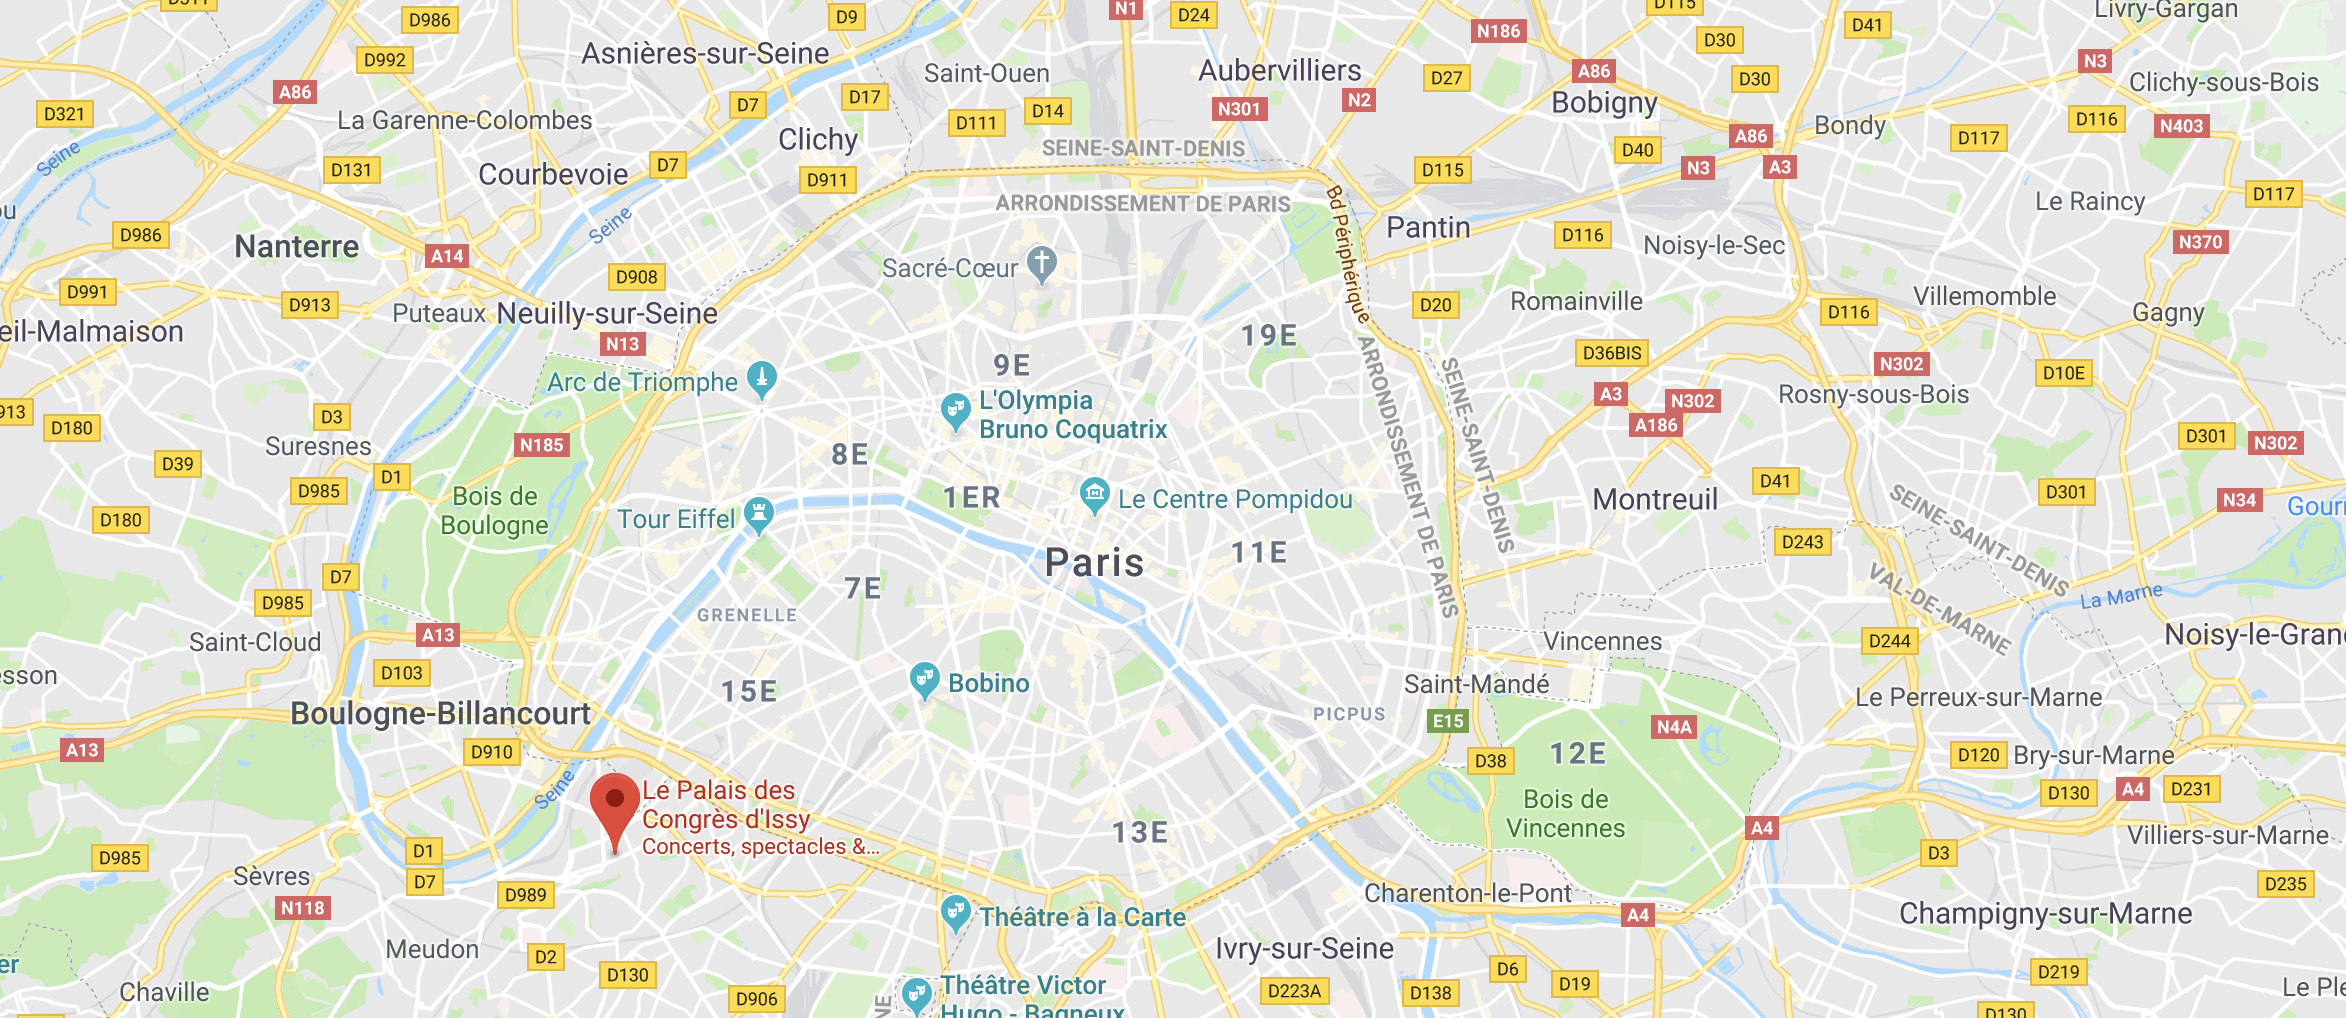 D986
D9
N1
D24
D115
D41
Livry-Gargan
Asnières-sur-Seine
N186
D30
D992
N3
Saint-Ouen
Aubervilliers
D27
A86
D30
Clichy-sous-Bois
A86
D7
D17
N2
Bobigny
D321
La Garenne-Colombes
D111
D14
N301
D116
N403
Bondy
Clichy
A86
D117
Seine
D131
Courbevoie
D7
D911
SEINE-SAINT-DENIS
D115
D40
N3
A3
D117
ARRONDISSEMENT DE PARIS
Bd Périphérique
Le Raincy
Seine
D986
Nanterre
A14
Pantin
D116
Noisy-le-Sec
N370
Sacré-Cœur
D908
D991
D913
Puteaux
Neuilly-sur-Seine
D20
Romainville
D116
Villemomble
Gagny
eil-Malmaison
N13
19E
D36BIS
N302
9E
Arc de Triomphe
D10E
L'Olympia
Bruno Coquatrix
A3
N302
Rosny-sous-Bois
913
D3
D180
A186
ARRONDISSEMENT DE PARIS
SEINE-SAINT-DENIS
D301
N302
Suresnes
N185
8E
D39
D1
D985
Bois de
Boulogne
1ER
Le Centre Pompidou
Montreuil
D41
D301
N34
SEINE-SAINT-DENIS
Gourn
D180
Tour Eiffel
D243
Paris
11E
D7
7E
VAL-DE-MARNE
La Marne
D985
GRENELLE
Saint-Cloud
A13
Vincennes
D244
Noisy-le-Gran
esson
D103
Bobino
15E
Saint-Mandé
Le Perreux-sur-Marne
Boulogne-Billancourt
PICPUS
E15
N4A
A13
D910
12E
D38
D120
Bry-sur-Marne
Seine
Le Palais des
Congrès d'Issy
Concerts, spectacles &...
Bois de
Vincennes
D130
A4
D231
13E
A4
Villiers-sur-Marne
D985
D1
D3
Sèvres
D7
D989
Charenton-le-Pont
D235
N118
Théâtre à la Carte
A4
Champigny-sur-Marne
Meudon
D2
Ivry-sur-Seine
er
D130
D6
D219
Chaville
D906
Théâtre Victor
Hugo - Bagneux
D223A
D138
D19
Le Ple
NE
D130